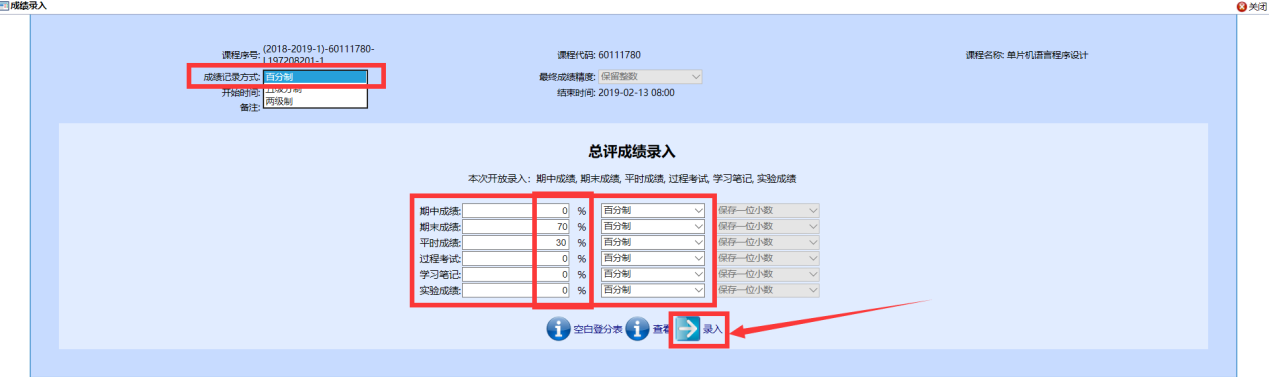 成绩录入
关闭
课程序号: (2018-2019-1)-60111780-
L197208201-1
课程代码: 60111780
课程名称: 单片机语言程序设计
成绩记录方式: 百分制
最终成绩精度: 保留整数
开始时间: 五级分制
结束时间: 2019-02-13 08:00
备注: 两级制
总评成绩录入
本次开放录入: 期中成绩, 期末成绩, 平时成绩, 过程考试, 学习笔记, 实验成绩
期中成绩: 0 % 百分制 保存一位小数
期末成绩: 70 % 百分制 保存一位小数
平时成绩: 30 % 百分制 保存一位小数
过程考试: 0 % 百分制 保存一位小数
学习笔记: 0 % 百分制 保存一位小数
实验成绩: 0 % 百分制 保存一位小数
空白登分表 查看 录入